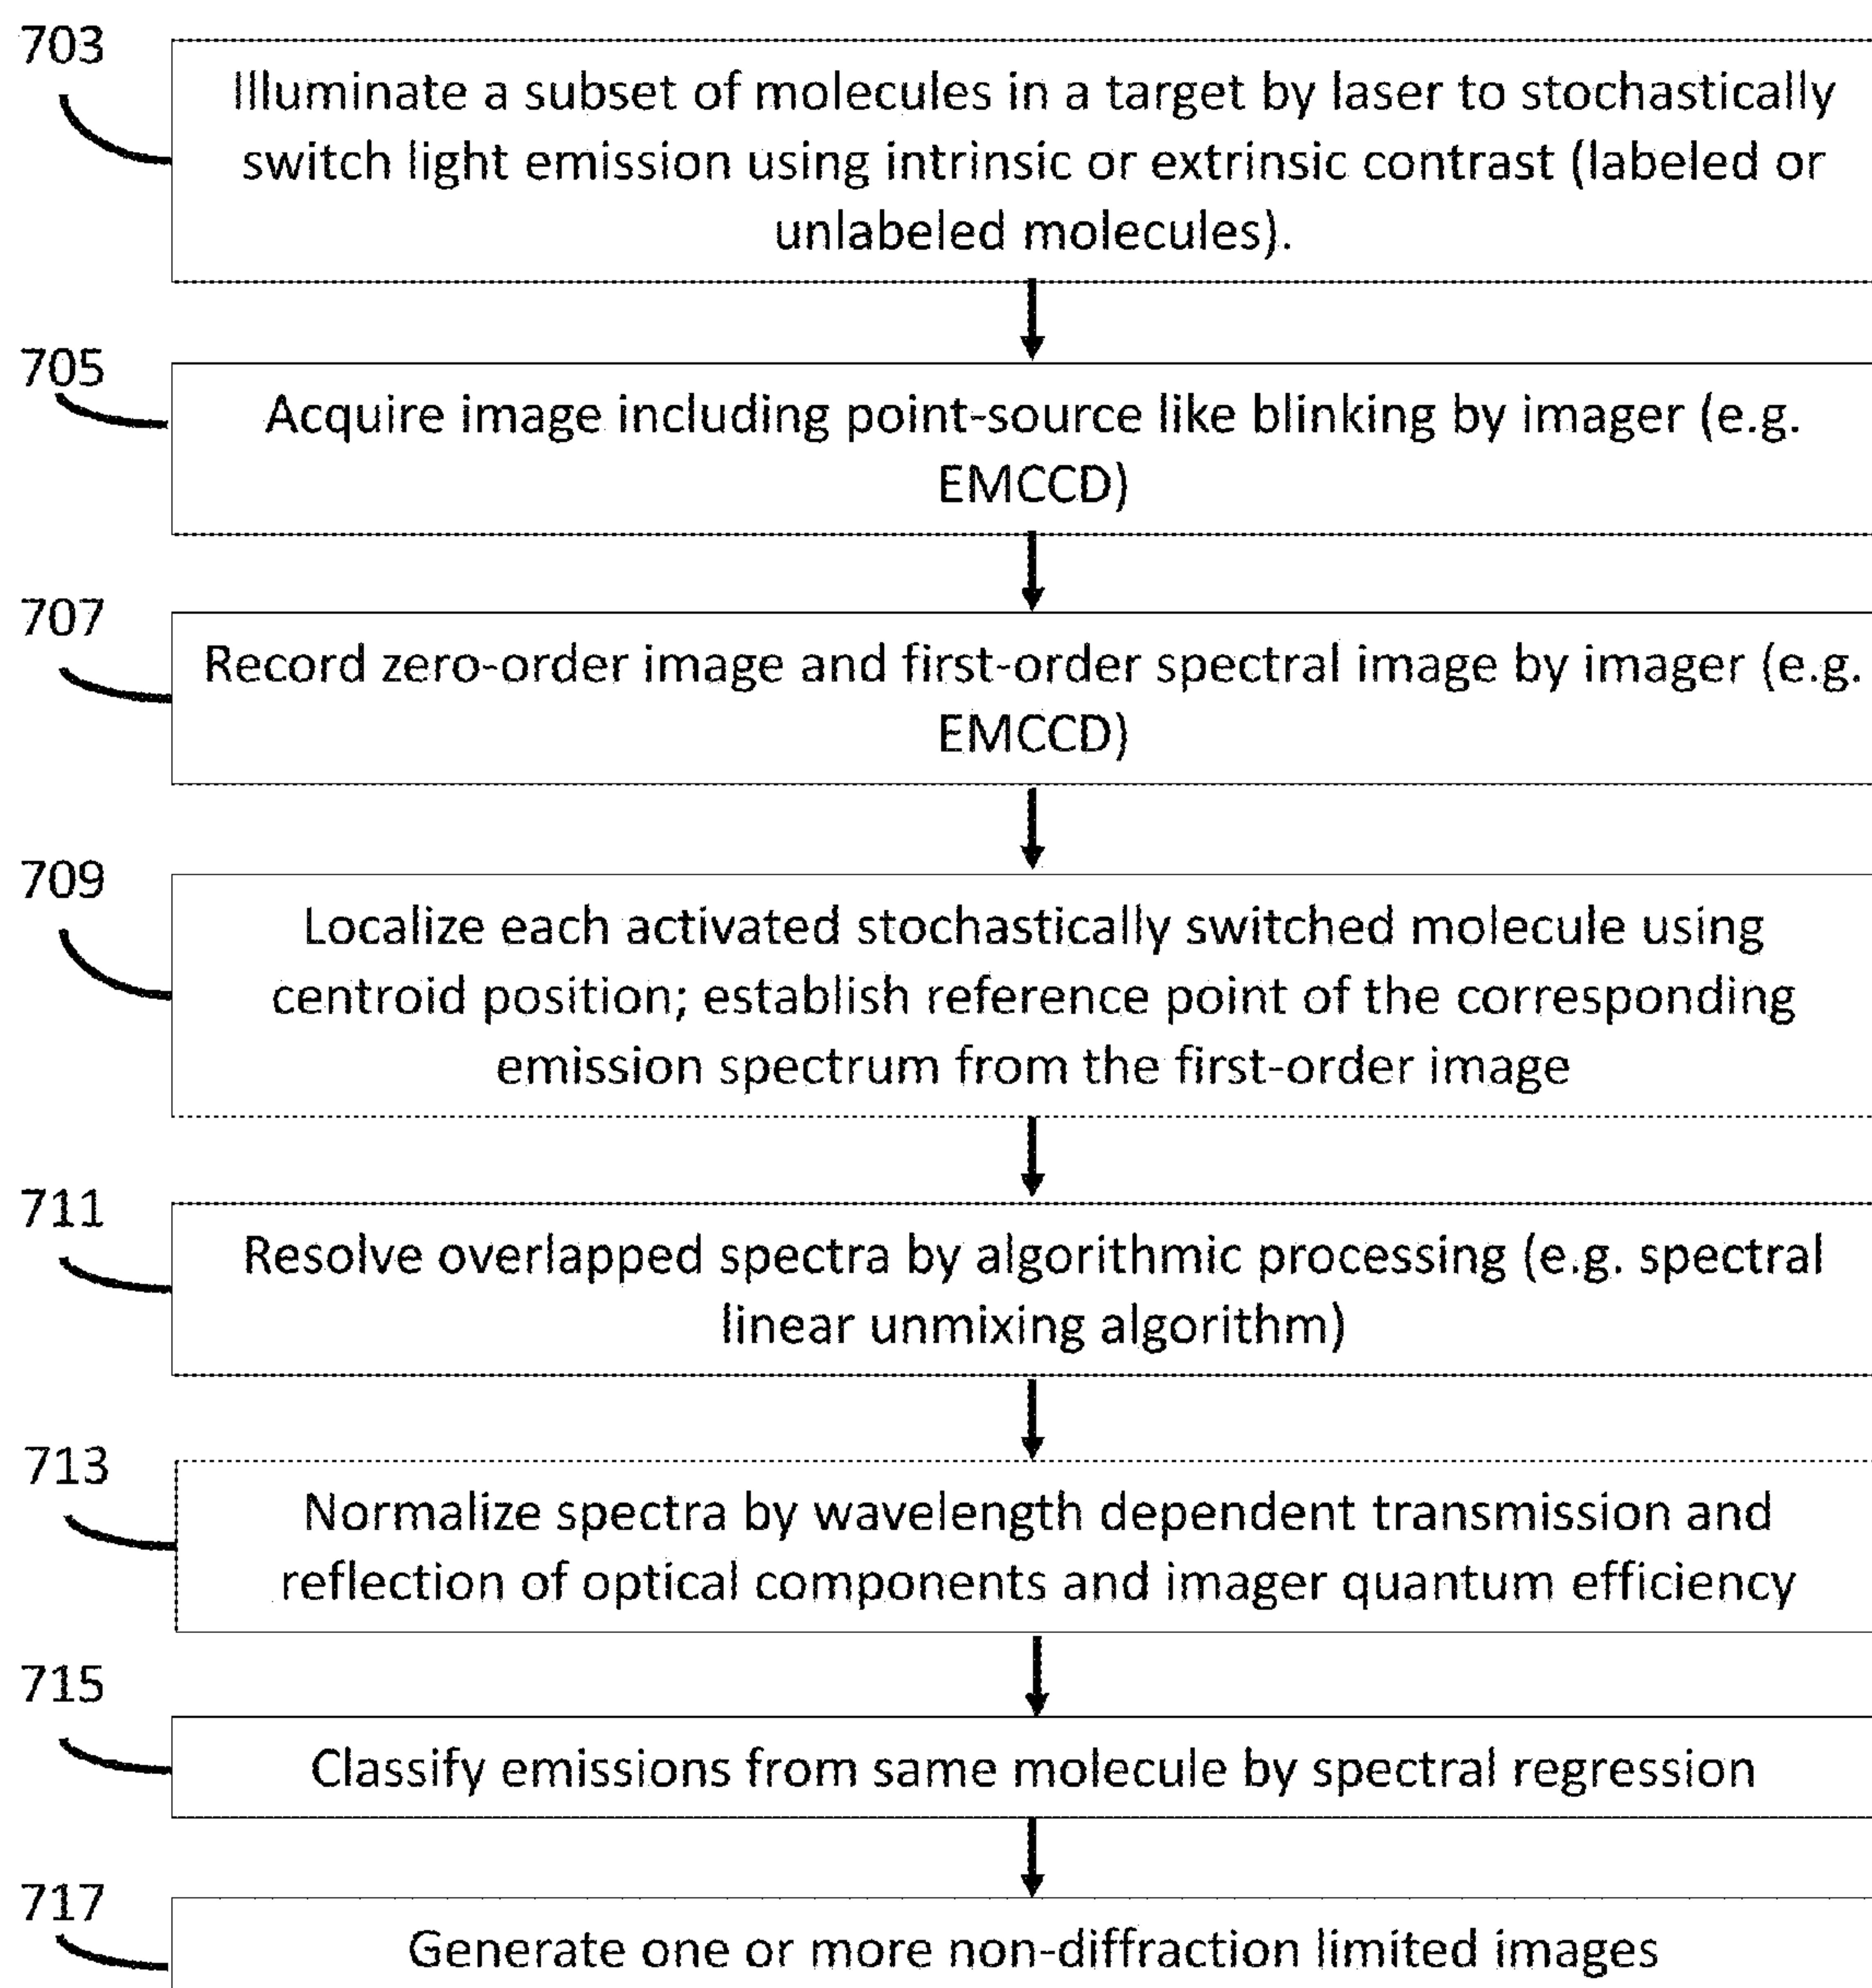 703
Illuminate a subset of molecules in a target by laser to stochastically
switch light emission using intrinsic or extrinsic contrast (labeled or
unlabeled molecules).
705
Acquire image including point-source like blinking by imager (e.g.
EMCCD)
707
Record zero-order image and first-order spectral image by imager (e.g.
EMCCD)
709
Localize each activated stochastically switched molecule using
centroid position; establish reference point of the corresponding
emission spectrum from the first-order image
711
Resolve overlapped spectra by algorithmic processing (e.g. spectral
linear unmixing algorithm)
713
Normalize spectra by wavelength dependent transmission and
reflection of optical components and imager quantum efficiency
715
Classify emissions from same molecule by spectral regression
717
Generate one or more non-diffraction limited images